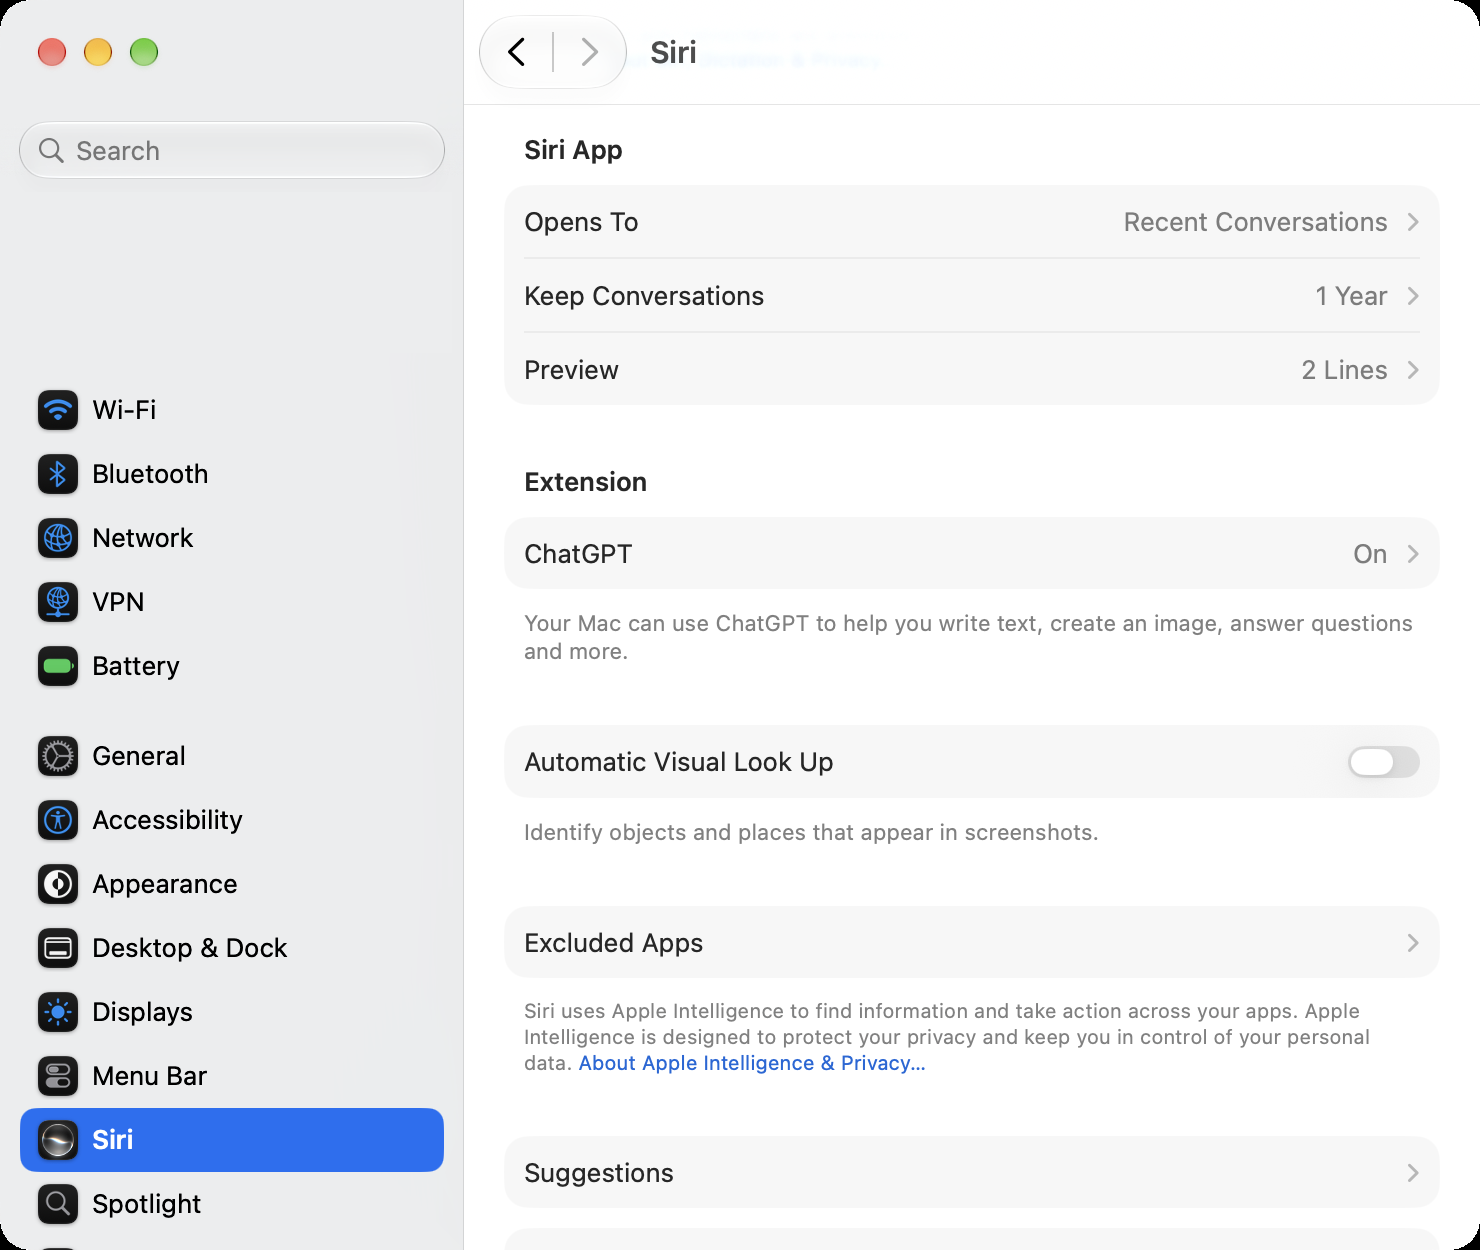 Siri
Search
Wi-Fi
Bluetooth
Network
VPN
Battery
General
Accessibility
Appearance
Desktop & Dock
Displays
Menu Bar
Siri
Spotlight
Siri App
Opens To Recent Conversations
Keep Conversations 1 Year
Preview 2 Lines
Extension
ChatGPT On
Your Mac can use ChatGPT to help you write text, create an image, answer questions
and more.
Automatic Visual Look Up
Identify objects and places that appear in screenshots.
Excluded Apps
Siri uses Apple Intelligence to find information and take action across your apps. Apple
Intelligence is designed to protect your privacy and keep you in control of your personal
data. About Apple Intelligence & Privacy...
Suggestions